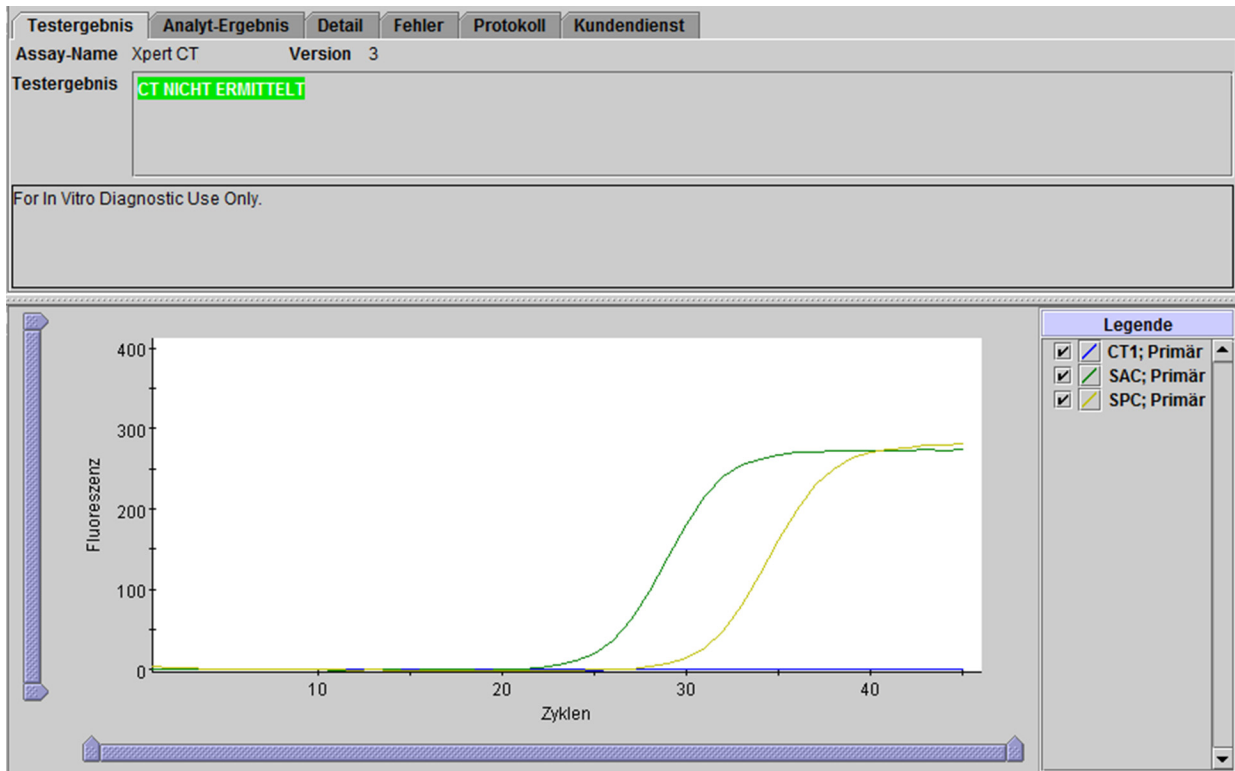 Testergebnis Analyt-Ergebnis Detail Fehler Protokoll Kundendienst
Assay-Name Xpert CT Version 3
Testergebnis CT NICHT ERMITTELT
For In Vitro Diagnostic Use Only.
Legende
CT1; Primär
SAC; Primär
SPC; Primär
400
300
200
100
0
Fluoreszenz
10 20 30 40
Zyklen